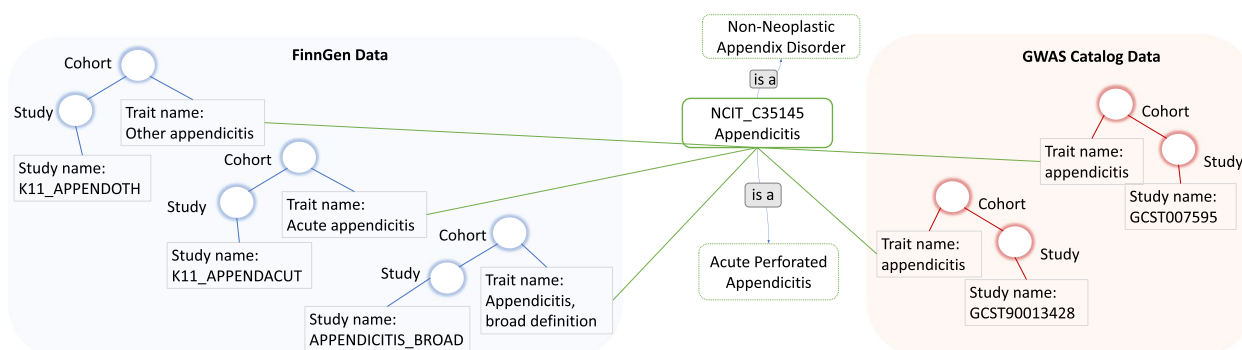 FinnGen Data
Cohort
Study
Trait name:
Other appendicitis
Study name:
K11_APPENDOTH
Cohort
Study
Trait name:
Acute appendicitis
Study name:
K11_APPENDACUT
Cohort
Study
Trait name:
Appendicitis,
broad definition
Study name:
APPENDICITIS_BROAD
Non-Neoplastic
Appendix Disorder
is a
NCIT_C35145
Appendicitis
is a
Acute Perforated
Appendicitis
GWAS Catalog Data
Cohort
Study
Trait name:
appendicitis
Study name:
GCST007595
Cohort
Study
Trait name:
appendicitis
Study name:
GCST90013428